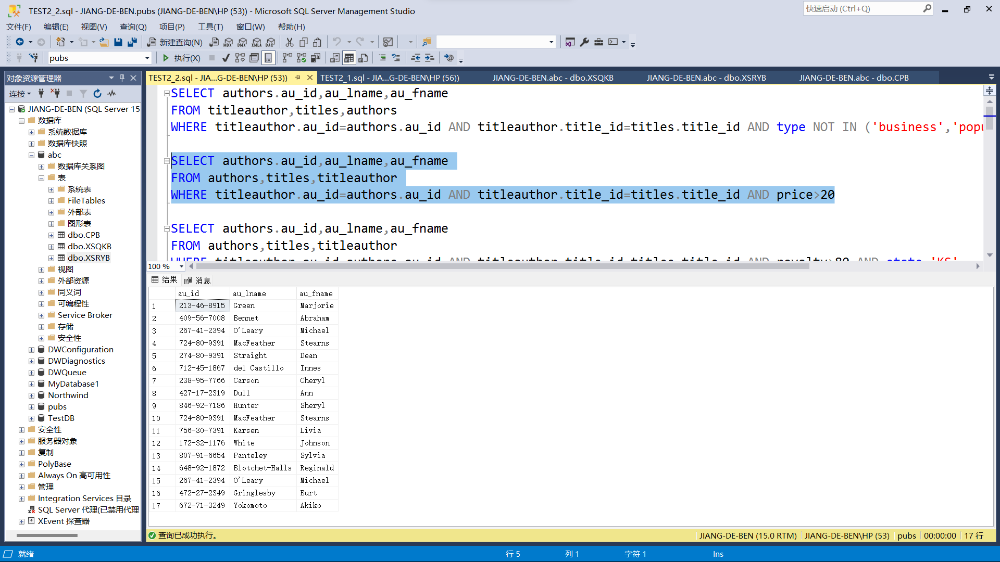 TEST2_2.sql - JIANG-DE-BEN.pubs (JIANG-DE-BEN\HP (53)) - Microsoft SQL Server Management Studio
快速启动 (Ctrl+Q)
文件(F) 编辑(E) 视图(V) 查询(Q) 项目(P) 工具(T) 窗口(W) 帮助(H)
新建查询(N) MDX DMX XMLA DAX
pubs 执行(X)
对象资源管理器
连接
JIANG-DE-BEN (SQL Server 15
数据库
系统数据库
数据库快照
abc
数据库关系图
表
系统表
FileTables
外部表
图形表
dbo.CPB
dbo.XSQKB
dbo.XSRYB
视图
外部资源
同义词
可编程性
Service Broker
存储
安全性
DWConfiguration
DWDiagnostics
DWQueue
MyDatabase1
Northwind
pubs
TestDB
安全性
服务器对象
复制
PolyBase
Always On 高可用性
管理
Integration Services 目录
SQL Server 代理(已禁用代理
XEvent 探查器
TEST2_2.sql - JIA...G-DE-BEN\HP (53)) TEST2_1.sql - JIA...G-DE-BEN\HP (56)) JIANG-DE-BEN.abc - dbo.XSQKB JIANG-DE-BEN.abc - dbo.XSRYB JIANG-DE-BEN.abc - dbo.CPB
SELECT authors.au_id,au_lname,au_fname
FROM titleauthor,titles,authors
WHERE titleauthor.au_id=authors.au_id AND titleauthor.title_id=titles.title_id AND type NOT IN ('business','popu
SELECT authors.au_id,au_lname,au_fname
FROM authors,titles,titleauthor
WHERE titleauthor.au_id=authors.au_id AND titleauthor.title_id=titles.title_id AND price>20
SELECT authors.au_id,au_lname,au_fname
FROM authors,titles,titleauthor
WHERE titleauthor.au_id=authors.au_id AND titleauthor.title_id=titles.title_id AND royalty>80 AND state='KS'
100 %
结果 消息
au_id au_lname au_fname
1 213-46-8915 Green Marjorie
2 409-56-7008 Bennet Abraham
3 267-41-2394 O'Leary Michael
4 724-80-9391 MacFeather Stearns
5 274-80-9391 Straight Dean
6 712-45-1867 del Castillo Innes
7 238-95-7766 Carson Cheryl
8 427-17-2319 Dull Ann
9 846-92-7186 Hunter Sheryl
10 724-80-9391 MacFeather Stearns
11 756-30-7391 Karsen Livia
12 172-32-1176 White Johnson
13 807-91-6654 Panteley Sylvia
14 648-92-1872 Blotchet-Halls Reginald
15 267-41-2394 O'Leary Michael
16 472-27-2349 Gringlesby Burt
17 672-71-3249 Yokomoto Akiko
查询已成功执行。 JIANG-DE-BEN (15.0 RTM) JIANG-DE-BEN\HP (53) pubs 00:00:00 17 行
就绪 行 5 列 1 字符 1 Ins